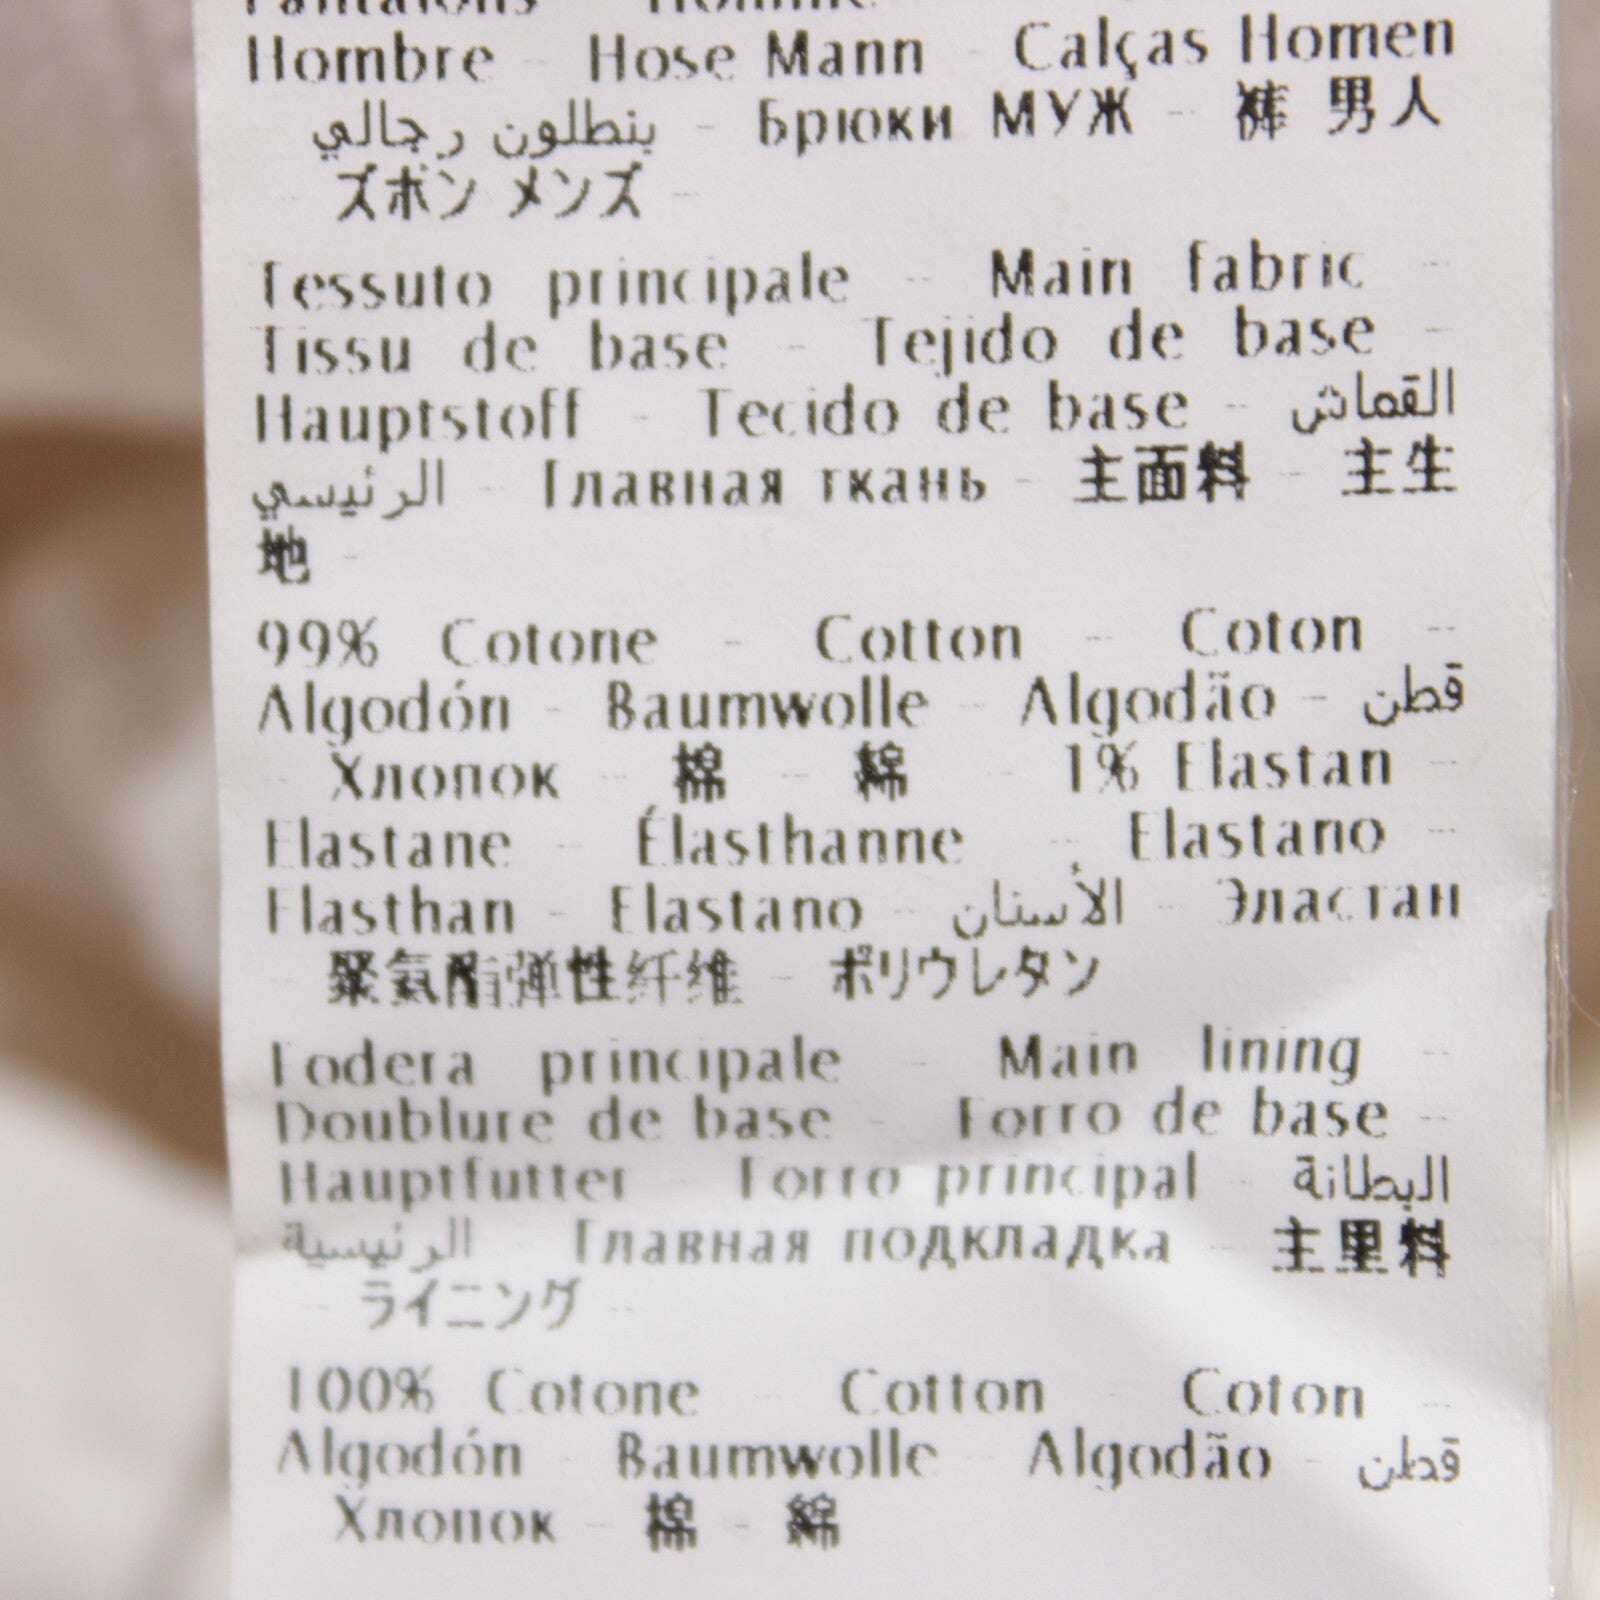 Pantalons Homme
Hombre - Hose Mann - Calças Homen
- بنطلون رجالي - Брюки МУЖ - 裤 男人
- ズボン メンズ -
Tessuto principale - Main fabric -
Tissu de base - Tejido de base -
Hauptstoff - Tecido de base - القماش
الرئيسي - Главная ткань - 主面料 - 主生
地 -
99% Cotone - Cotton - Coton -
Algodón - Baumwolle - Algodão - قطن
- Хлопок - 棉 - 綿 - 1% Elastan -
Elastane - Élasthanne - Elastano -
Elasthan - Elastano - الأسنان - Эластан
- 聚氨酯弹性纤维 - ポリウレタン
Fodera principale - Main lining -
Doublure de base - Forro de base -
Hauptfutter - Forro principal - البطانة
الرئيسية - Главная подкладка - 主里料
- ライニング -
100% Cotone - Cotton - Coton -
Algodón - Baumwolle - Algodão - قطن
- Хлопок - 棉 - 綿